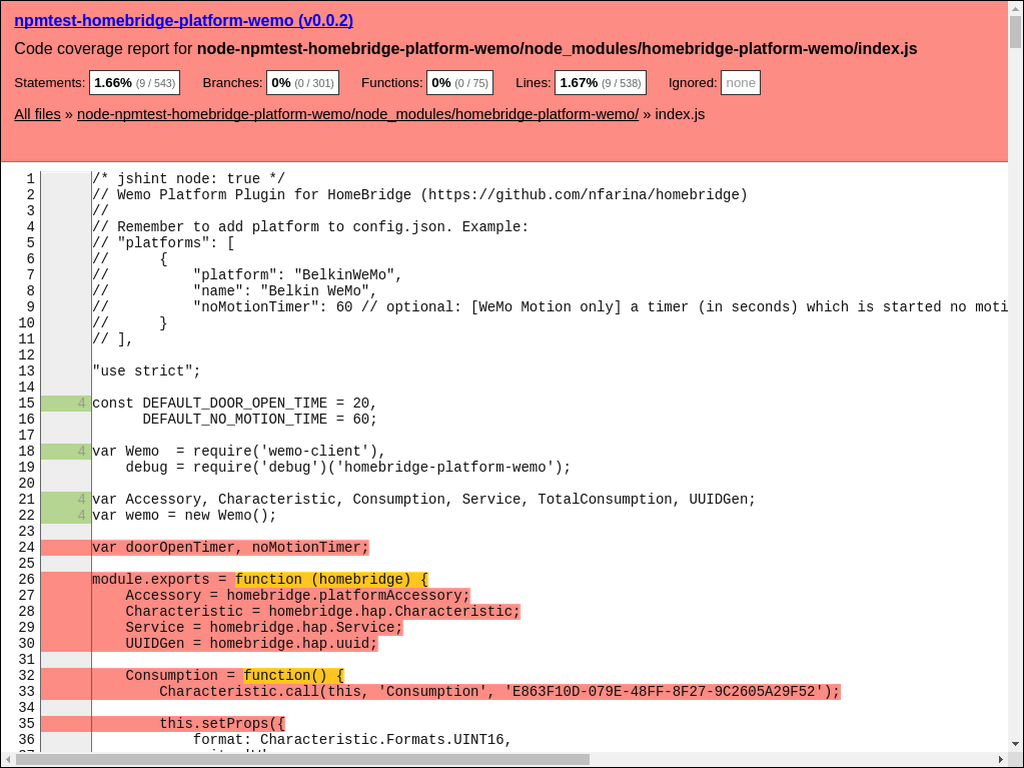 npmtest-homebridge-platform-wemo (v0.0.2)
Code coverage report for node-npmtest-homebridge-platform-wemo/node_modules/homebridge-platform-wemo/index.js
Statements: 1.66% (9 / 543) Branches: 0% (0 / 301) Functions: 0% (0 / 75) Lines: 1.67% (9 / 538) Ignored: none
All files » node-npmtest-homebridge-platform-wemo/node_modules/homebridge-platform-wemo/ » index.js
1 /* jshint node: true */
2 // Wemo Platform Plugin for HomeBridge (https://github.com/nfarina/homebridge)
3 //
4 // Remember to add platform to config.json. Example:
5 // "platforms": [
6 //      {
7 //          "platform": "BelkinWeMo",
8 //          "name": "Belkin WeMo",
9 //          "noMotionTimer": 60 // optional: [WeMo Motion only] a timer (in seconds) which is started no moti
10 //      }
11 // ],
12
13 "use strict";
14
15 4 const DEFAULT_DOOR_OPEN_TIME = 20,
16       DEFAULT_NO_MOTION_TIME = 60;
17
18 4 var Wemo  = require('wemo-client'),
19     debug = require('debug')('homebridge-platform-wemo');
20
21 4 var Accessory, Characteristic, Consumption, Service, TotalConsumption, UUIDGen;
22 4 var wemo = new Wemo();
23
24 var doorOpenTimer, noMotionTimer;
25
26 module.exports = function (homebridge) {
27     Accessory = homebridge.platformAccessory;
28     Characteristic = homebridge.hap.Characteristic;
29     Service = homebridge.hap.Service;
30     UUIDGen = homebridge.hap.uuid;
31
32     Consumption = function() {
33         Characteristic.call(this, 'Consumption', 'E863F10D-079E-48FF-8F27-9C2605A29F52');
34
35         this.setProps({
36             format: Characteristic.Formats.UINT16,